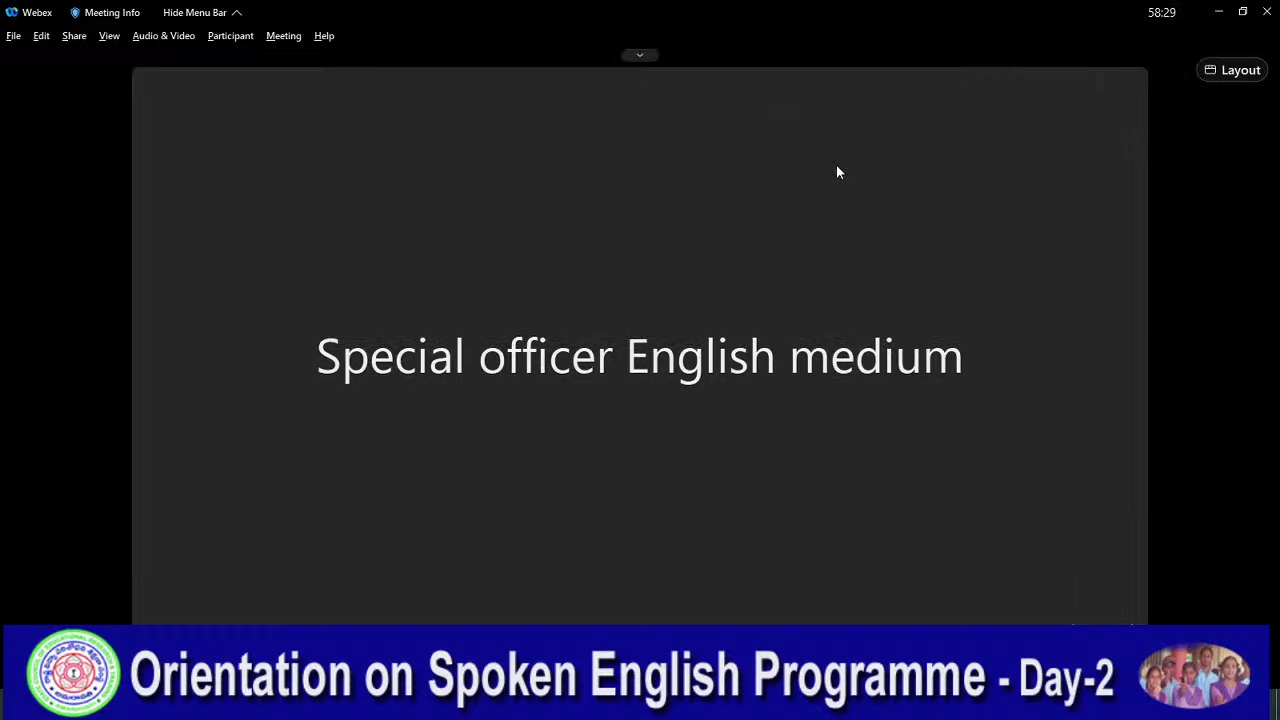 Webex Meeting Info Hide Menu Bar 58:29
File Edit Share View Audio & Video Participant Meeting Help
Layout
Special officer English medium
Orientation on Spoken English Programme - Day-2